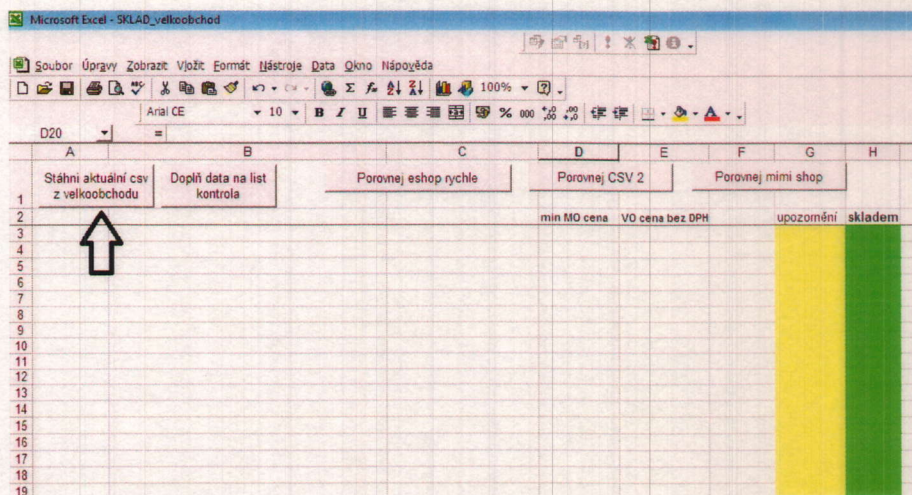 Microsoft Excel - SKLAD_velkoobchod
Soubor Úpravy Zobrazit Vložit Formát Nástroje Data Okno Nápověda
100%
Arial CE 10 B I U % 000
D20 =
A B C D E F G H
Stáhni aktuální csv z velkoobchodu
Doplň data na list kontrola
Porovnej eshop rychle
Porovnej CSV 2
Porovnej mimi shop
1
2 min MO cena VO cena bez DPH upozornění skladem
3
4
5
6
7
8
9
10
11
12
13
14
15
16
17
18
19